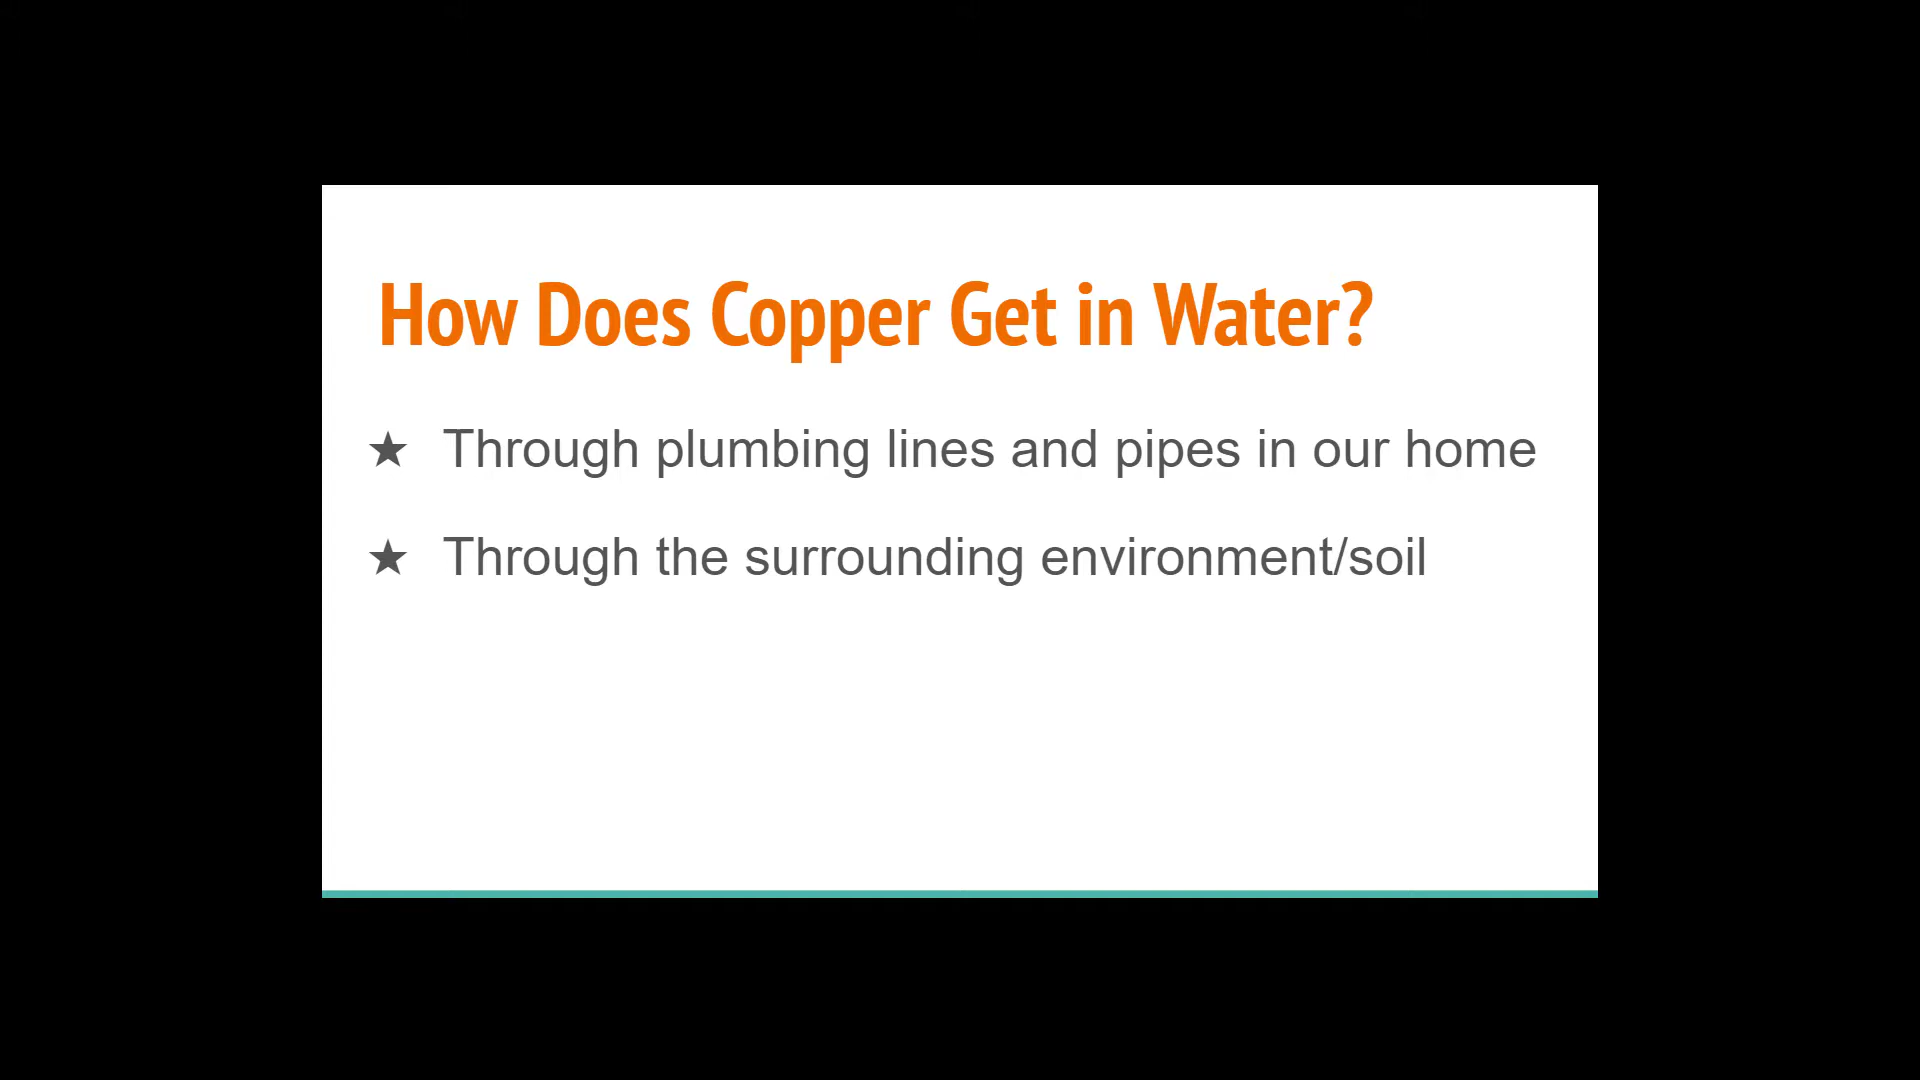 How Does Copper Get in Water?
★ Through plumbing lines and pipes in our home
★ Through the surrounding environment/soil